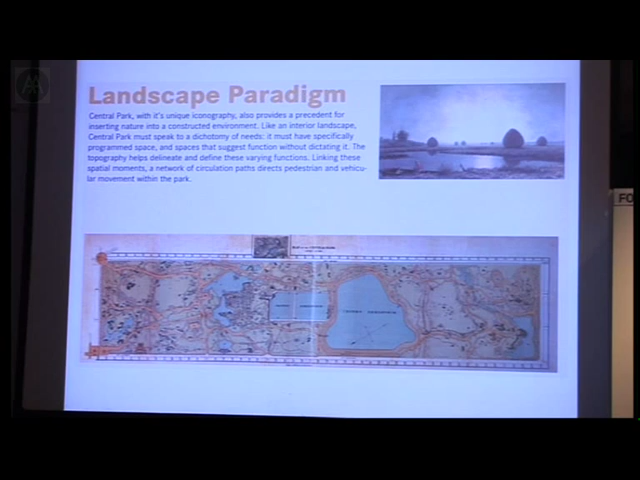 Landscape Paradigm
Central Park, with it's unique iconography, also provides a precedent for
inserting nature into a constructed environment. Like an interior landscape,
Central Park must speak to a dichotomy of needs: it must have specifically
programmed space, and spaces that suggest function without dictating it. The
topography helps delineate and define these varying functions. Linking these
spatial moments, a network of circulation paths directs pedestrian and vehicu-
lar movement within the park.
FO